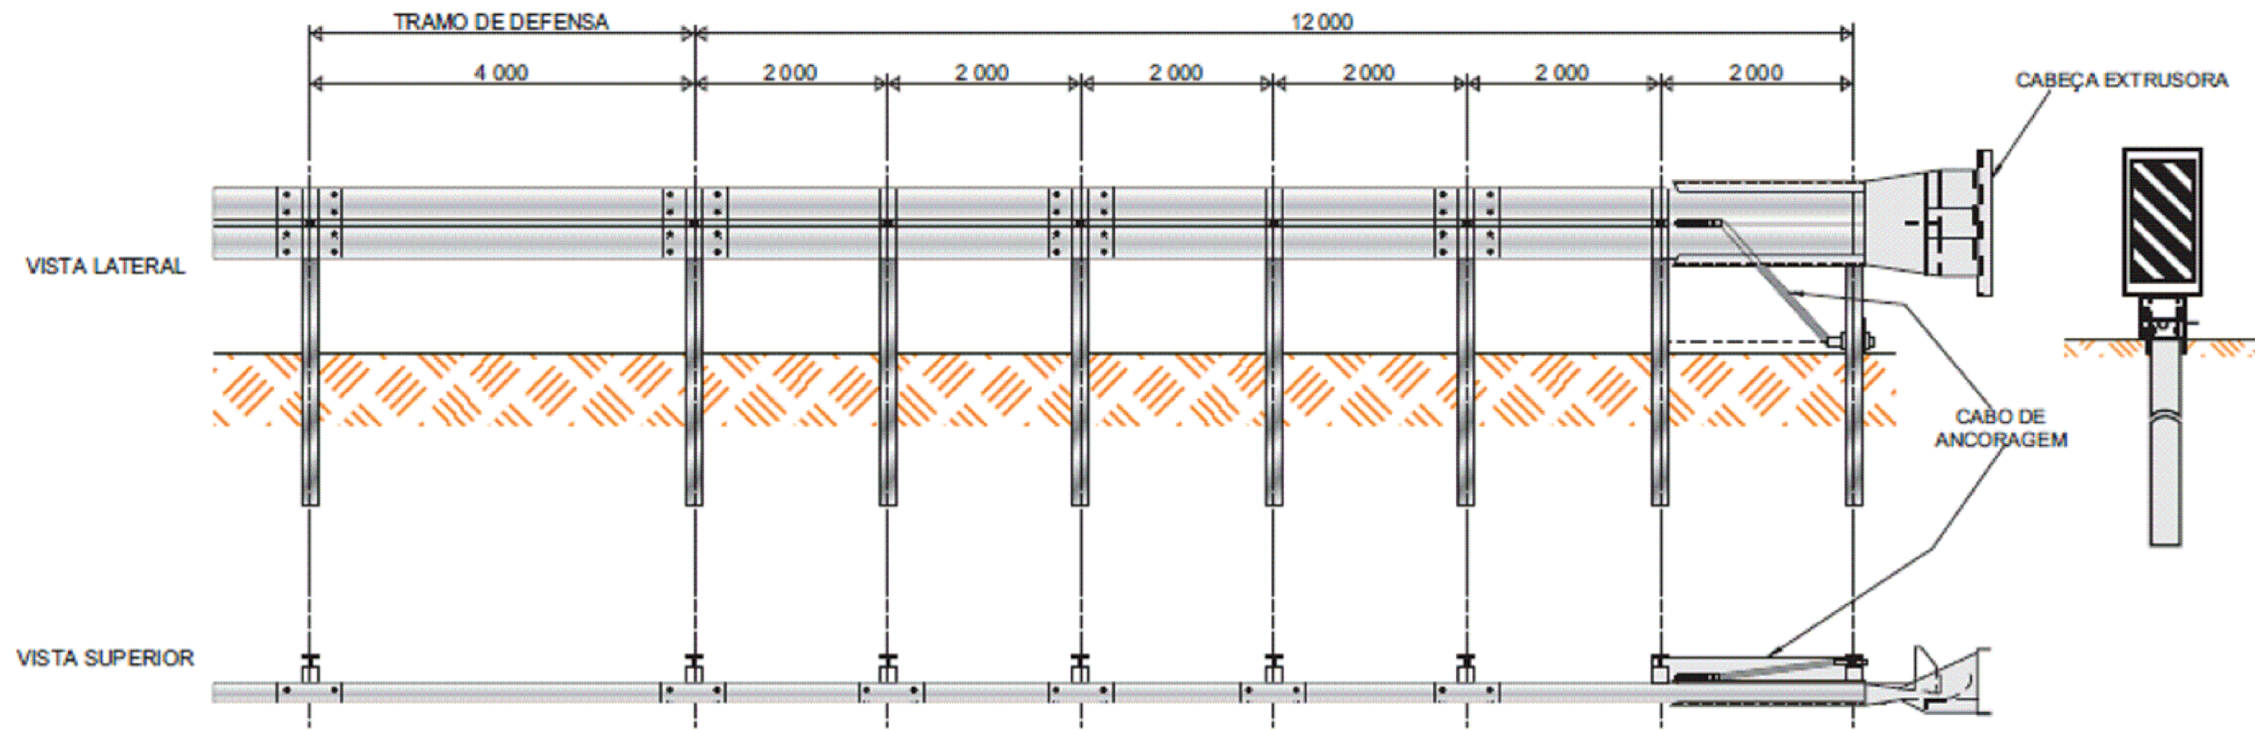 TRAMO DE DEFENSA
12 000
4 000
2 000
2 000
2 000
2 000
2 000
2 000
CABEÇA EXTRUSORA
VISTA LATERAL
CABO DE
ANCORAGEM
VISTA SUPERIOR